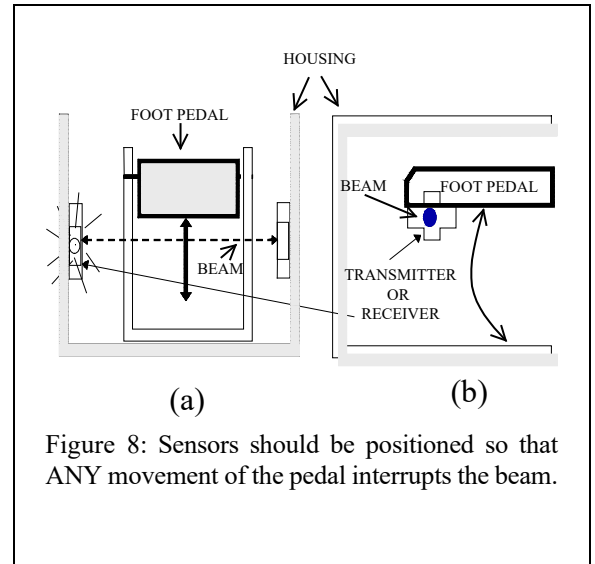 HOUSING
FOOT PEDAL
BEAM
(a)
BEAM
FOOT PEDAL
TRANSMITTER
OR
RECEIVER
(b)
Figure 8: Sensors should be positioned so that
ANY movement of the pedal interrupts the beam.